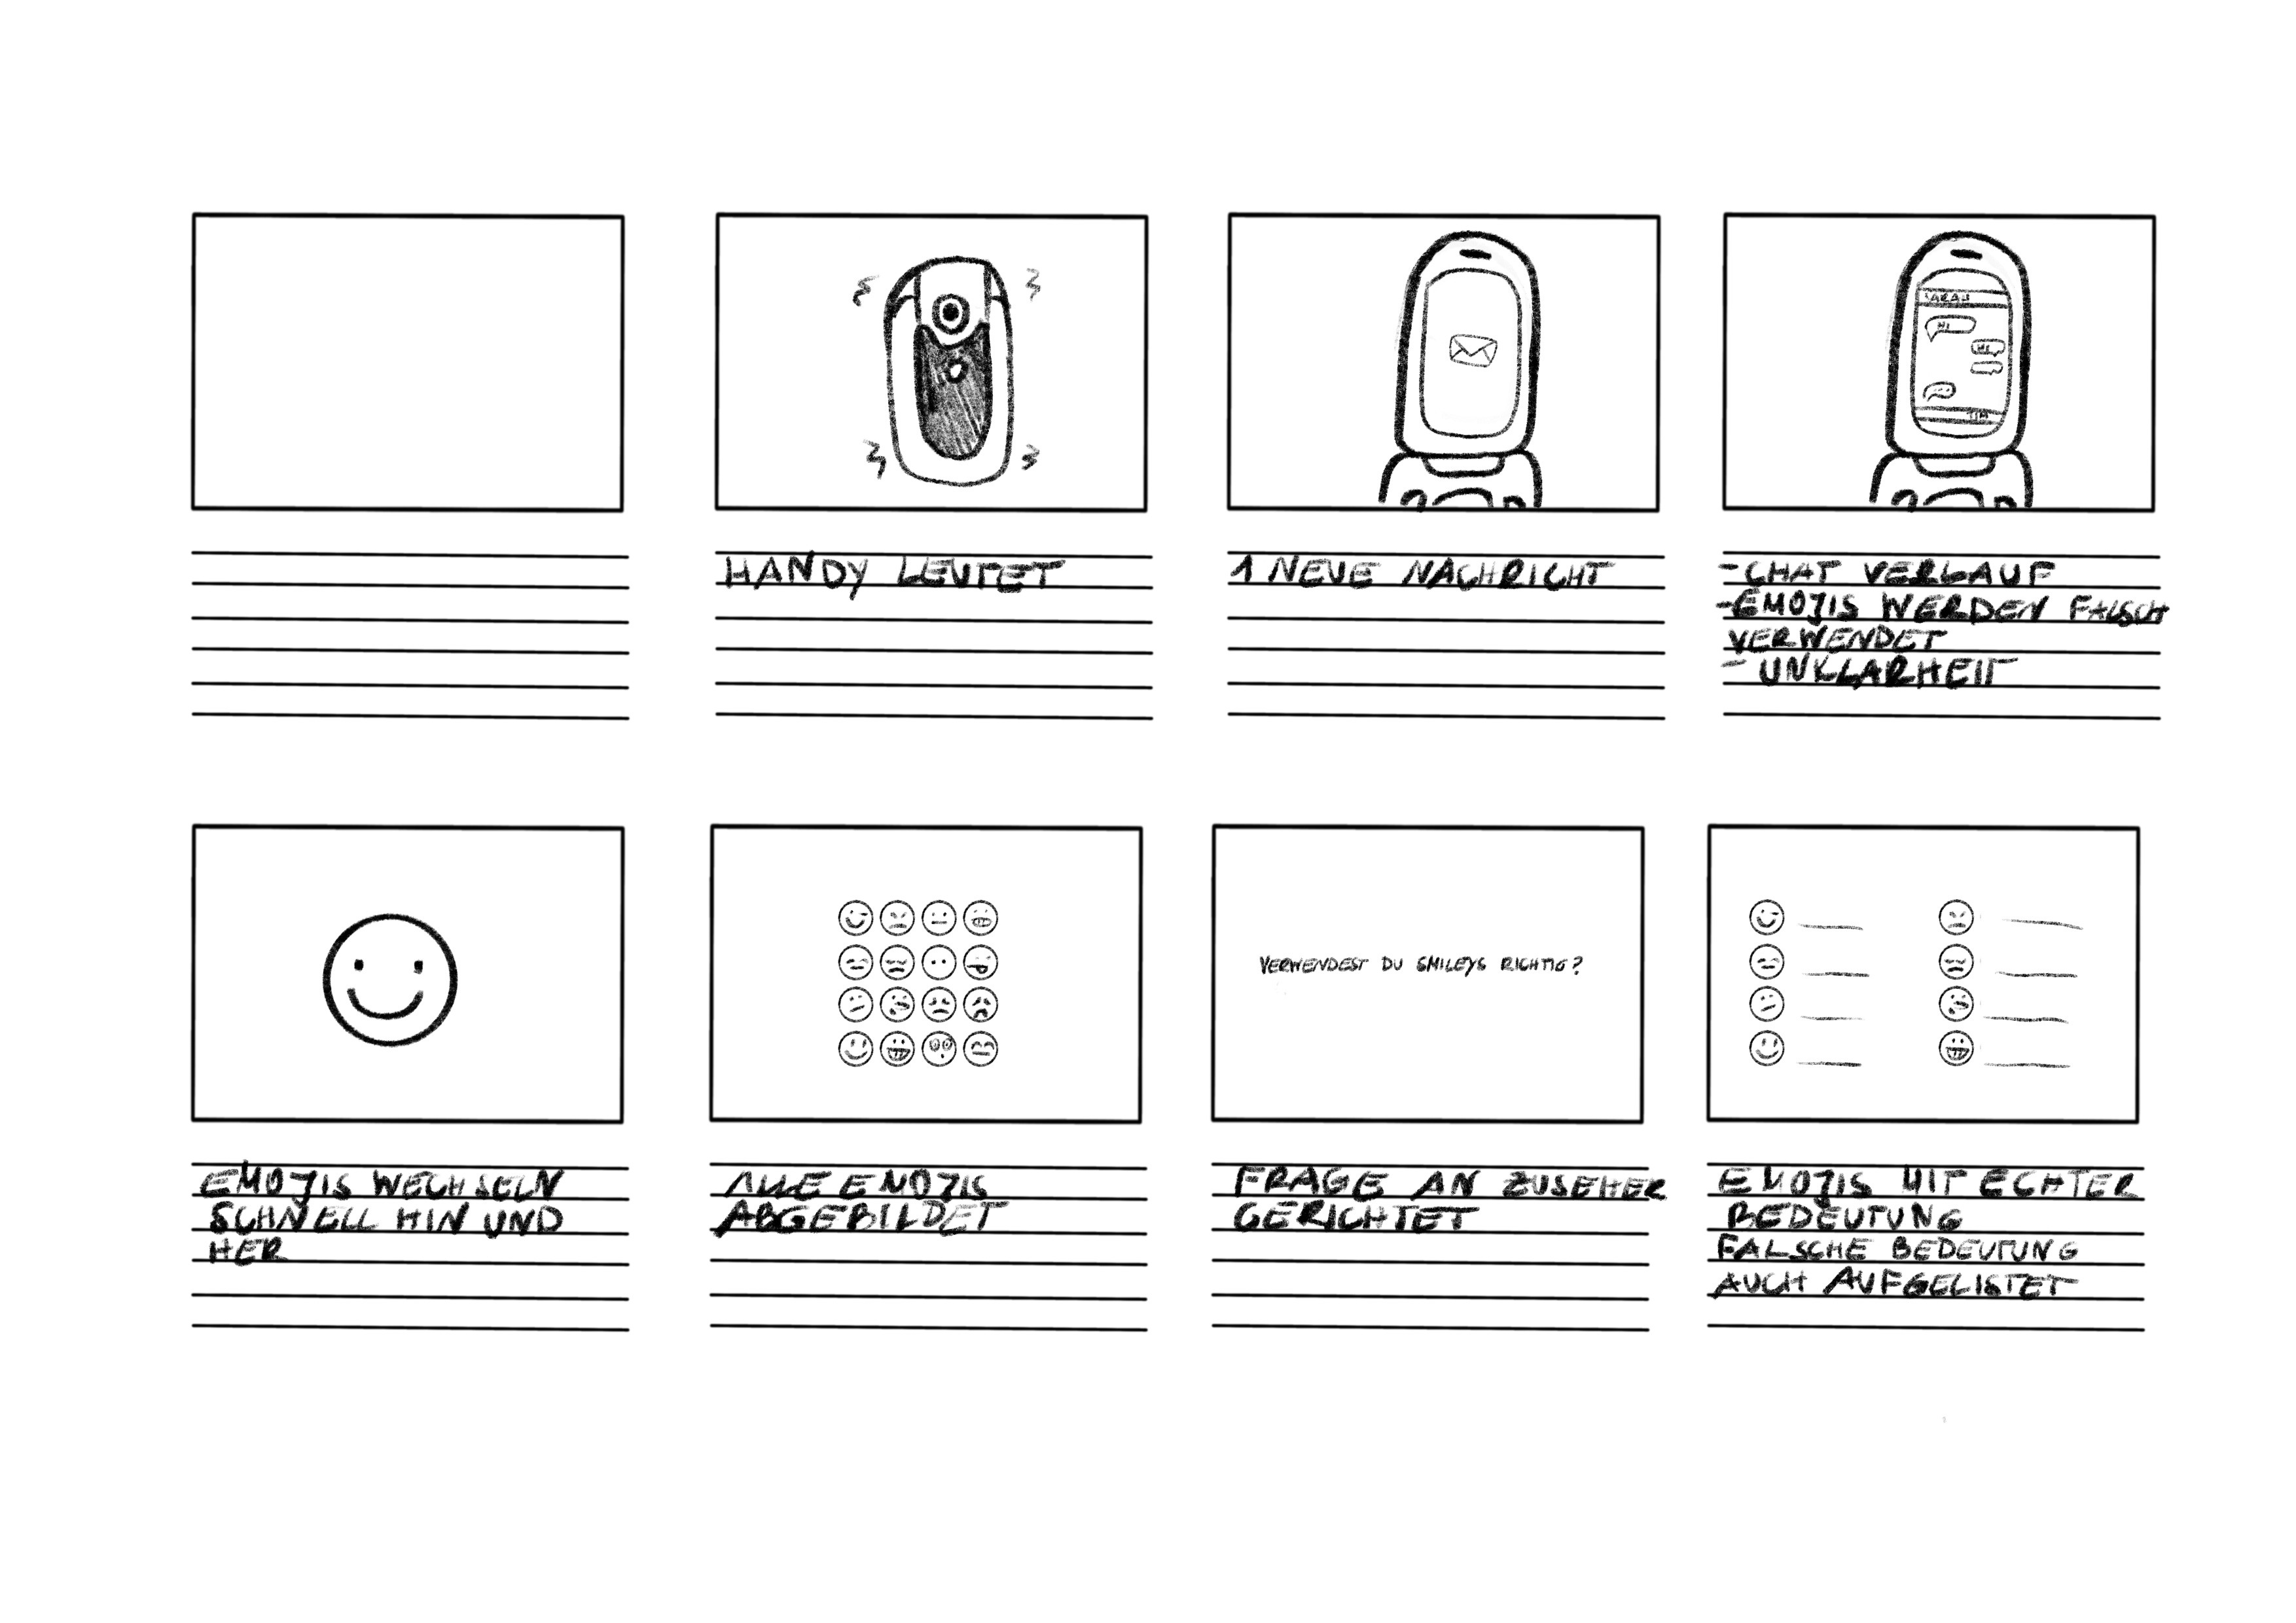 HANDY LEUTET
1 NEUE NACHRICHT
SARAH
HI
HI
TIM
- CHAT VERLAUF
- EMOJIS WERDEN FALSCH
VERWENDET
- UNKLARHEIT
EMOJIS WECHSELN
SCHNELL HIN UND
HER
ALLE EMOJIS
ABGEBILDET
VERWENDEST DU SMILEYS RICHTIG?
FRAGE AN ZUSEHER
GERICHTET
EMOJIS MIT ECHTER
BEDEUTUNG
FALSCHE BEDEUTUNG
AUCH AUFGELISTET